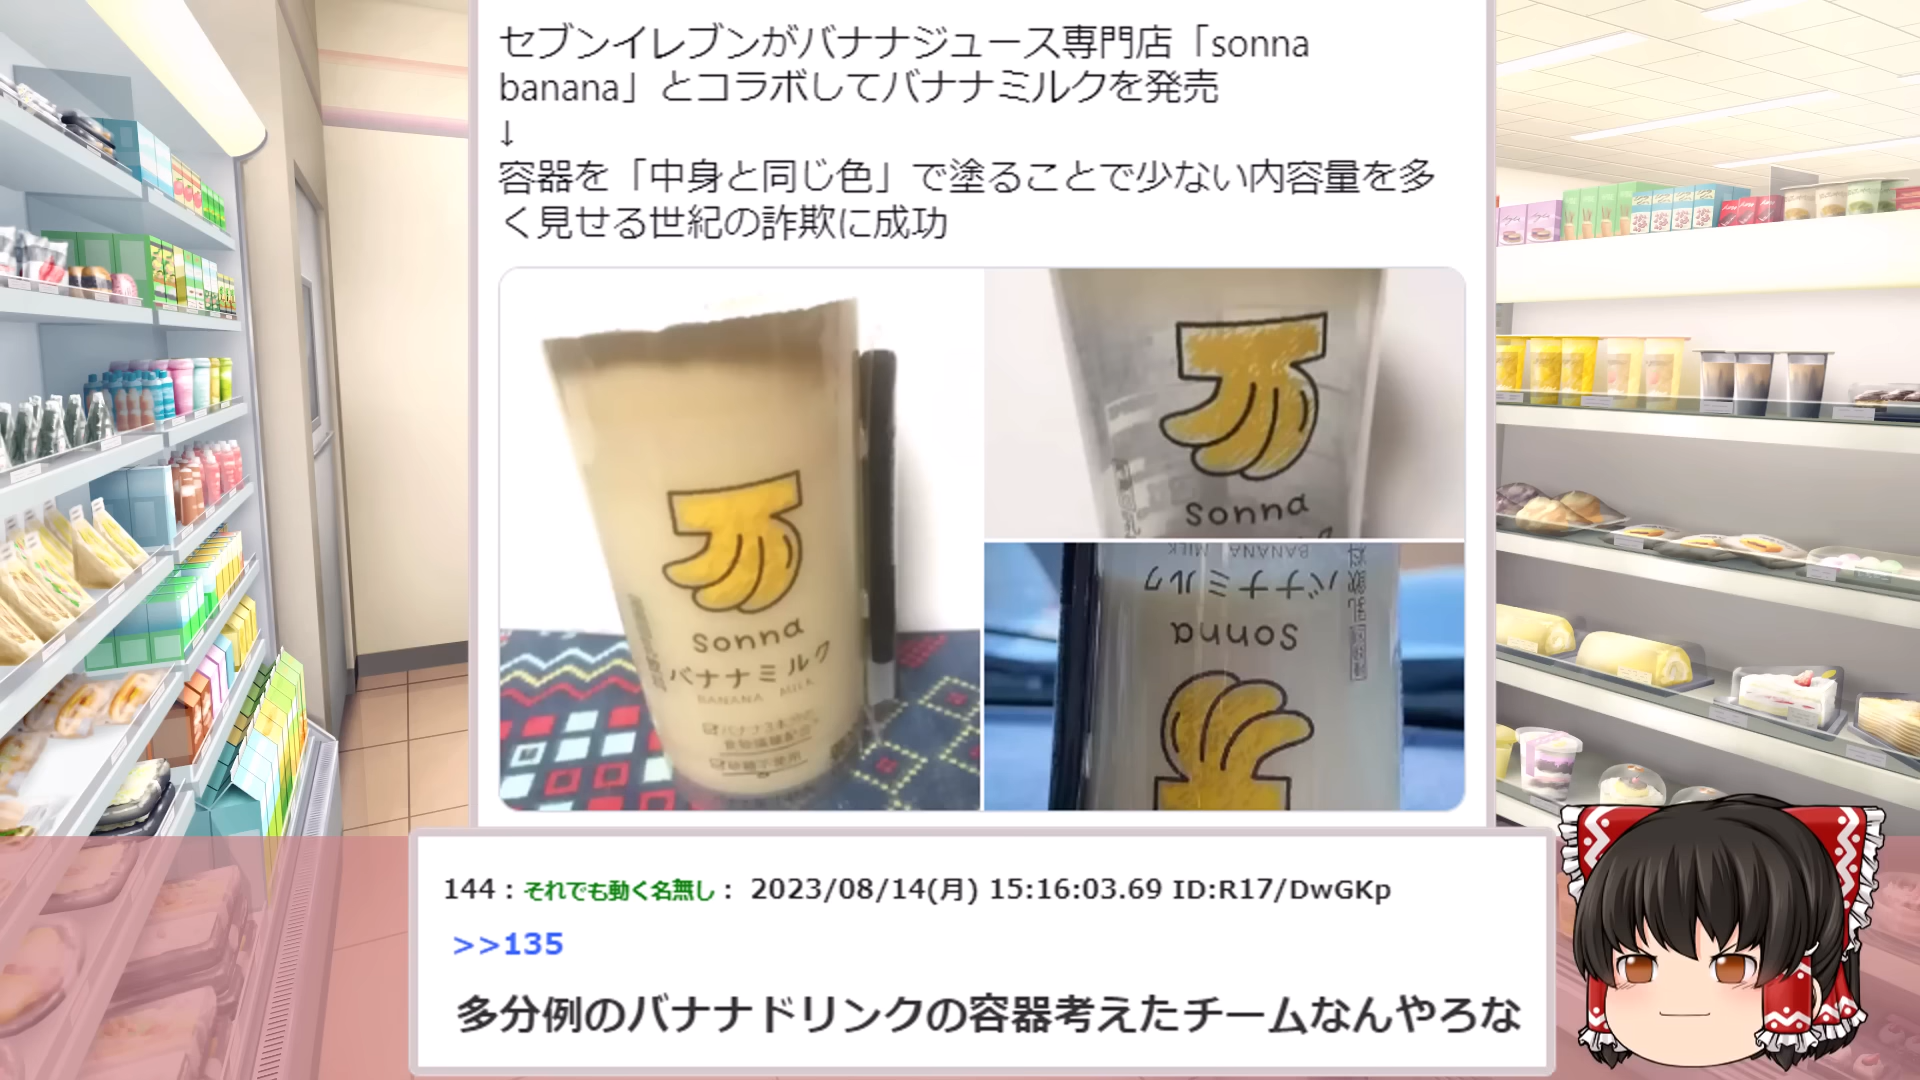 セブンイレブンがバナナジュース専門店「sonna
banana」とコラボしてバナナミルクを発売
↓
容器を「中身と同じ色」で塗ることで少ない内容量を多
く見せる世紀の詐欺に成功
sonna
バナナミルク
BANANA MILK
sonna
BANANA MILK
バナナミルク
sonna
144：それでも動く名無し： 2023/08/14(月) 15:16:03.69 ID:R17/DwGKp
>>135
多分例のバナナドリンクの容器考えたチームなんやろな